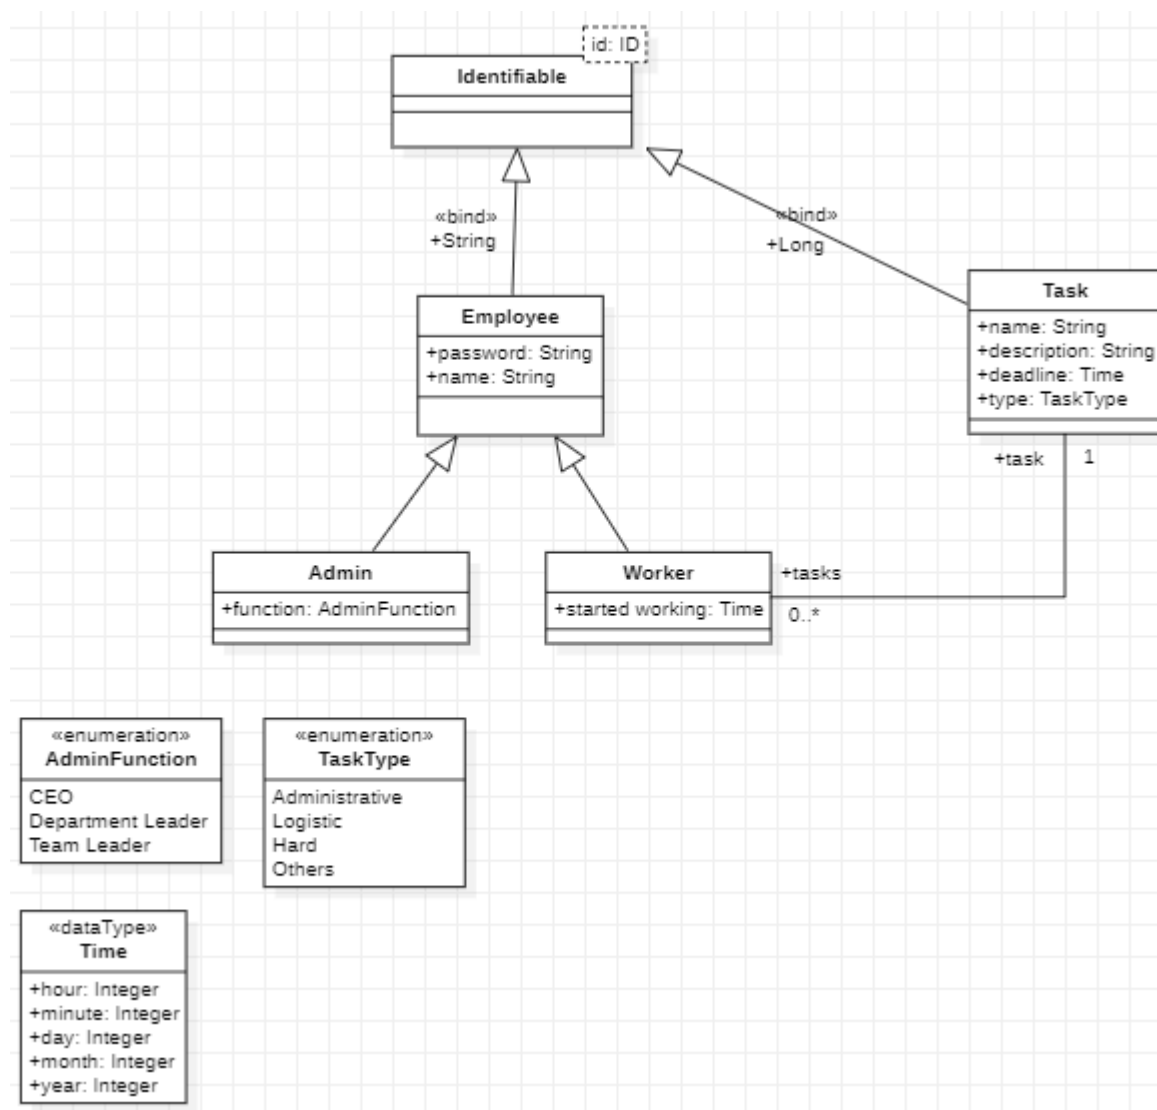 id: ID
Identifiable
«bind»
+String
«bind»
+Long
Employee
+password: String
+name: String
Task
+name: String
+description: String
+deadline: Time
+type: TaskType
+task
1
Admin
+function: AdminFunction
Worker
+started working: Time
+tasks
0..*
«enumeration»
AdminFunction
CEO
Department Leader
Team Leader
«enumeration»
TaskType
Administrative
Logistic
Hard
Others
«dataType»
Time
+hour: Integer
+minute: Integer
+day: Integer
+month: Integer
+year: Integer